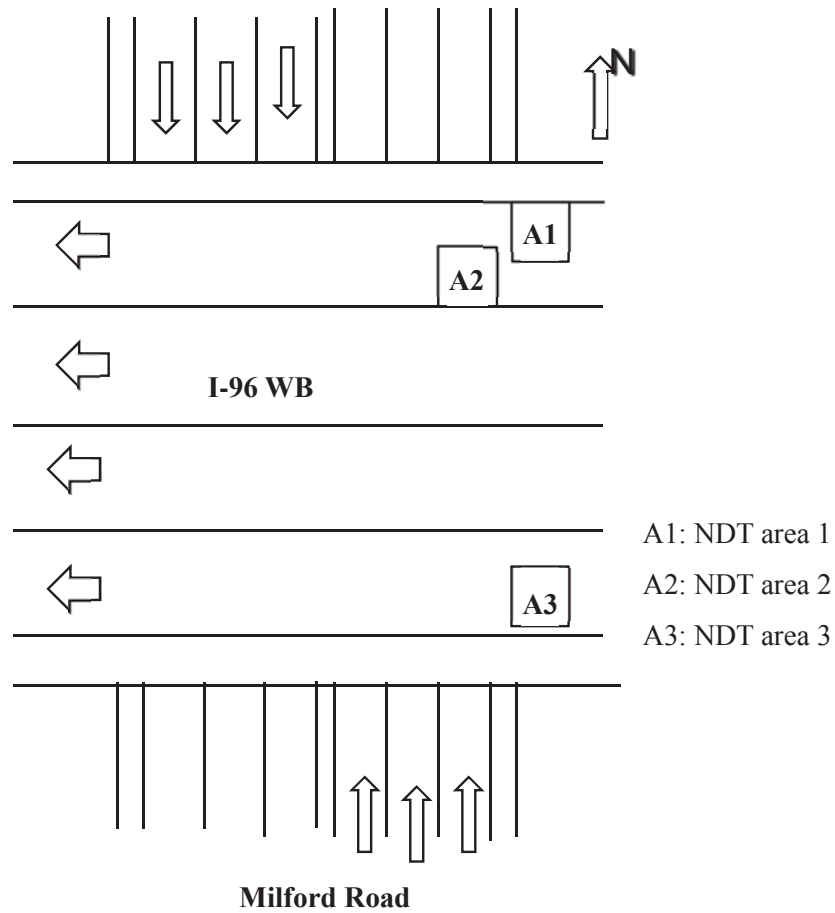 N
A1
A2
I-96 WB
A3
A1: NDT area 1
A2: NDT area 2
A3: NDT area 3
Milford Road